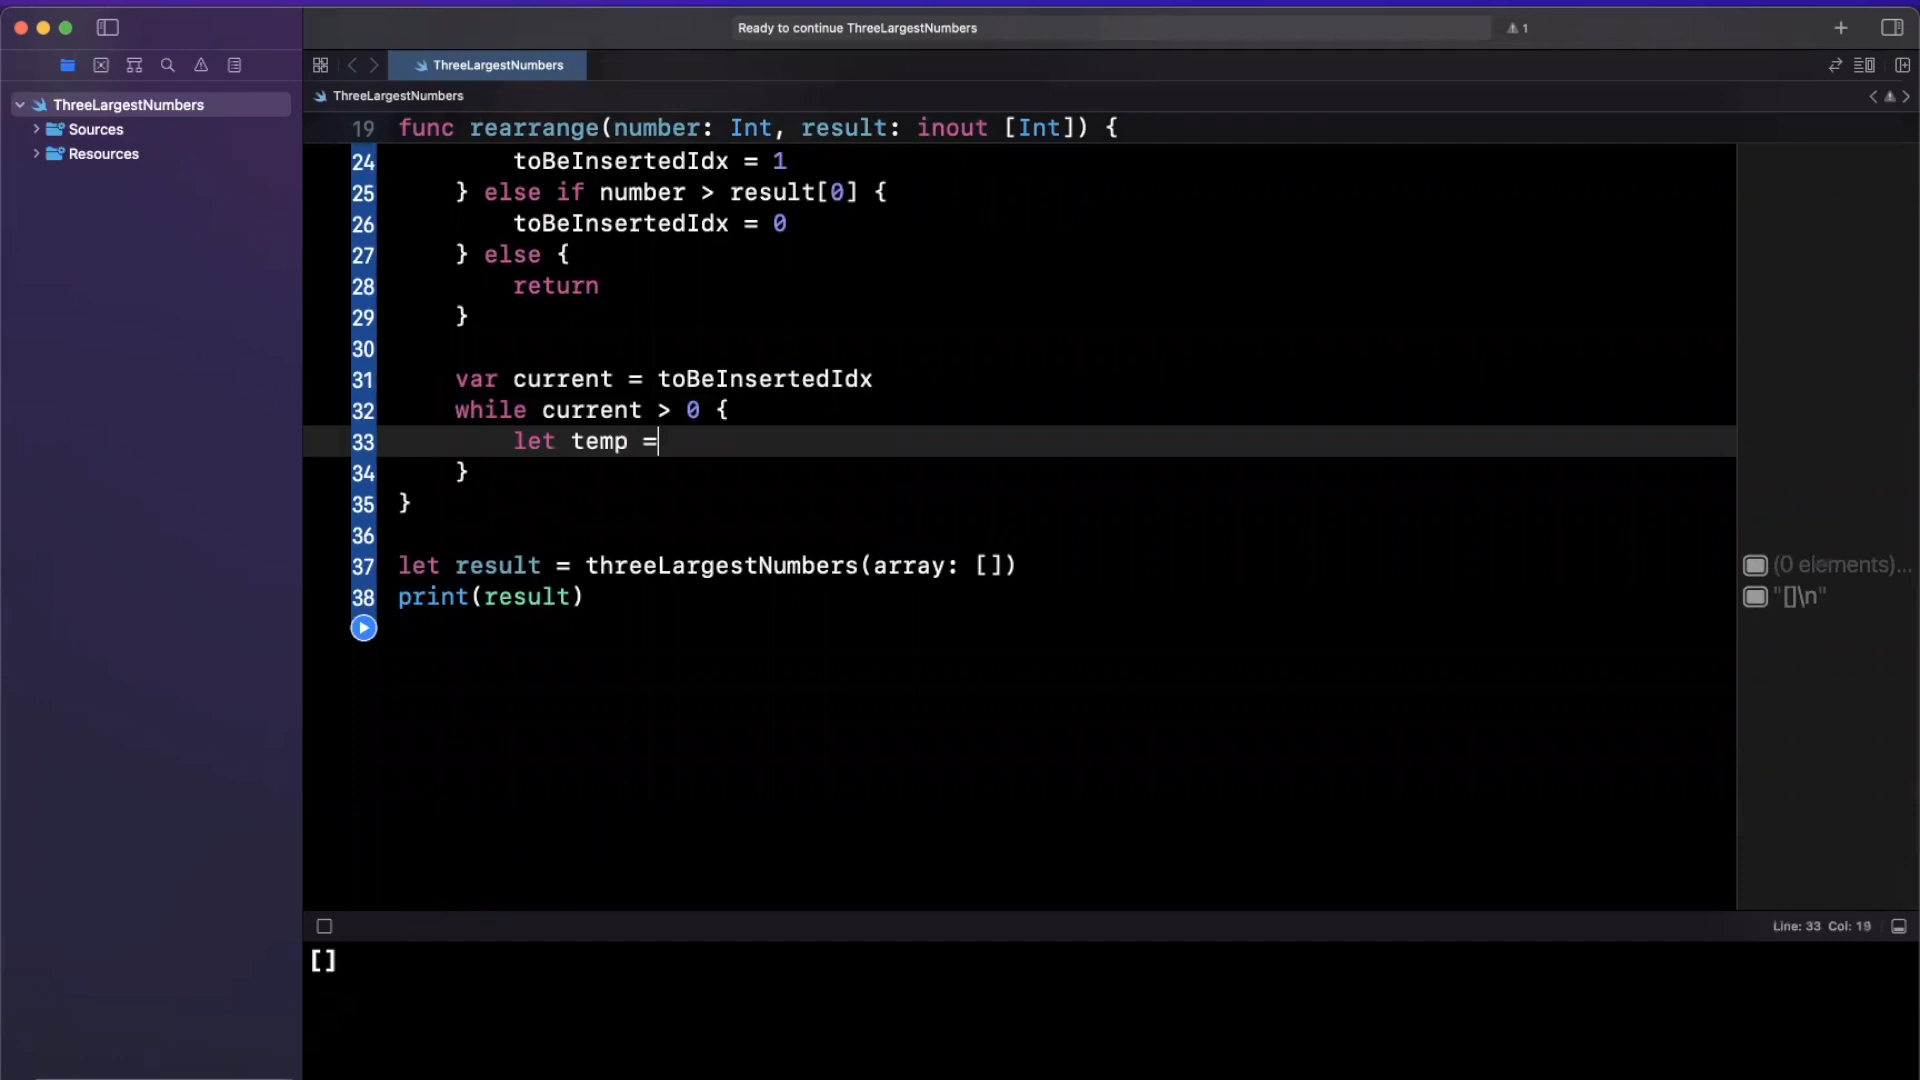 Ready to continue ThreeLargestNumbers
1
ThreeLargestNumbers
ThreeLargestNumbers
ThreeLargestNumbers
Sources
Resources
19 func rearrange(number: Int, result: inout [Int]) {
24 toBeInsertedIdx = 1
25 } else if number > result[0] {
26 toBeInsertedIdx = 0
27 } else {
28 return
29 }
30
31 var current = toBeInsertedIdx
32 while current > 0 {
33 let temp =
34 }
35 }
36
37 let result = threeLargestNumbers(array: [])
(0 elements)...
38 print(result)
"[]\n"
Line: 33 Col: 19
[]